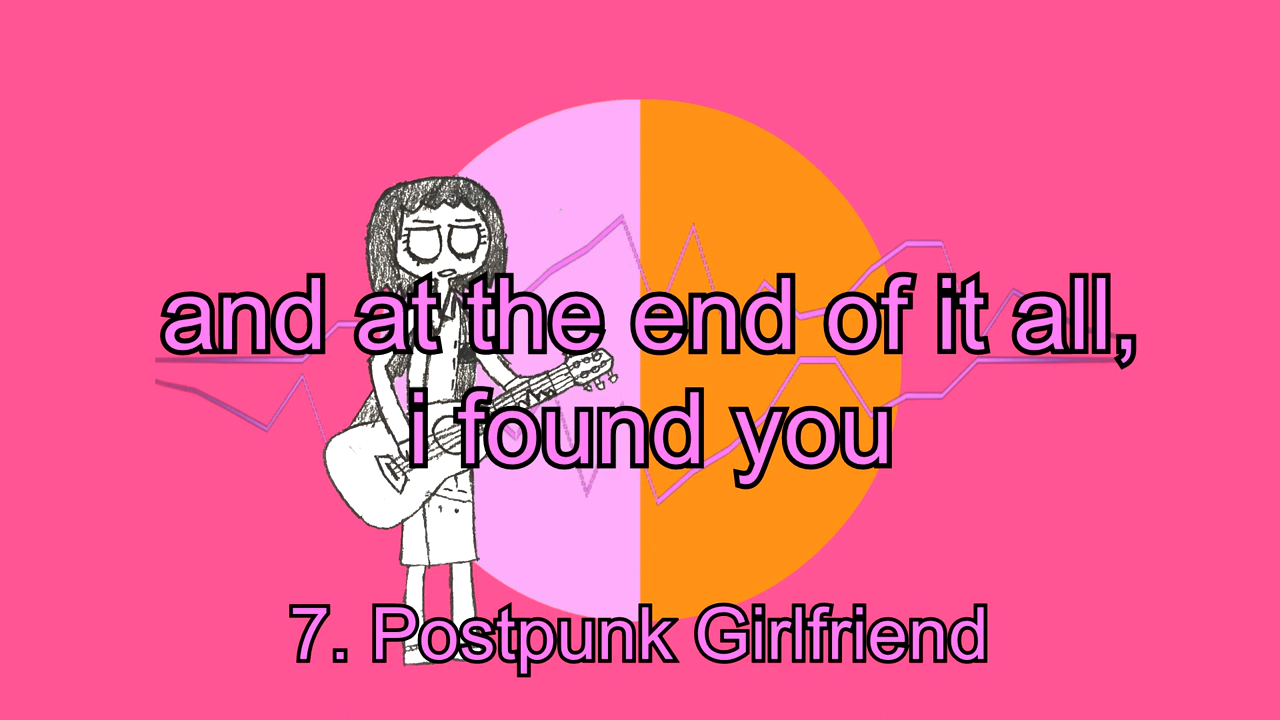 and at the end of it all,
i found you
7. Postpunk Girlfriend